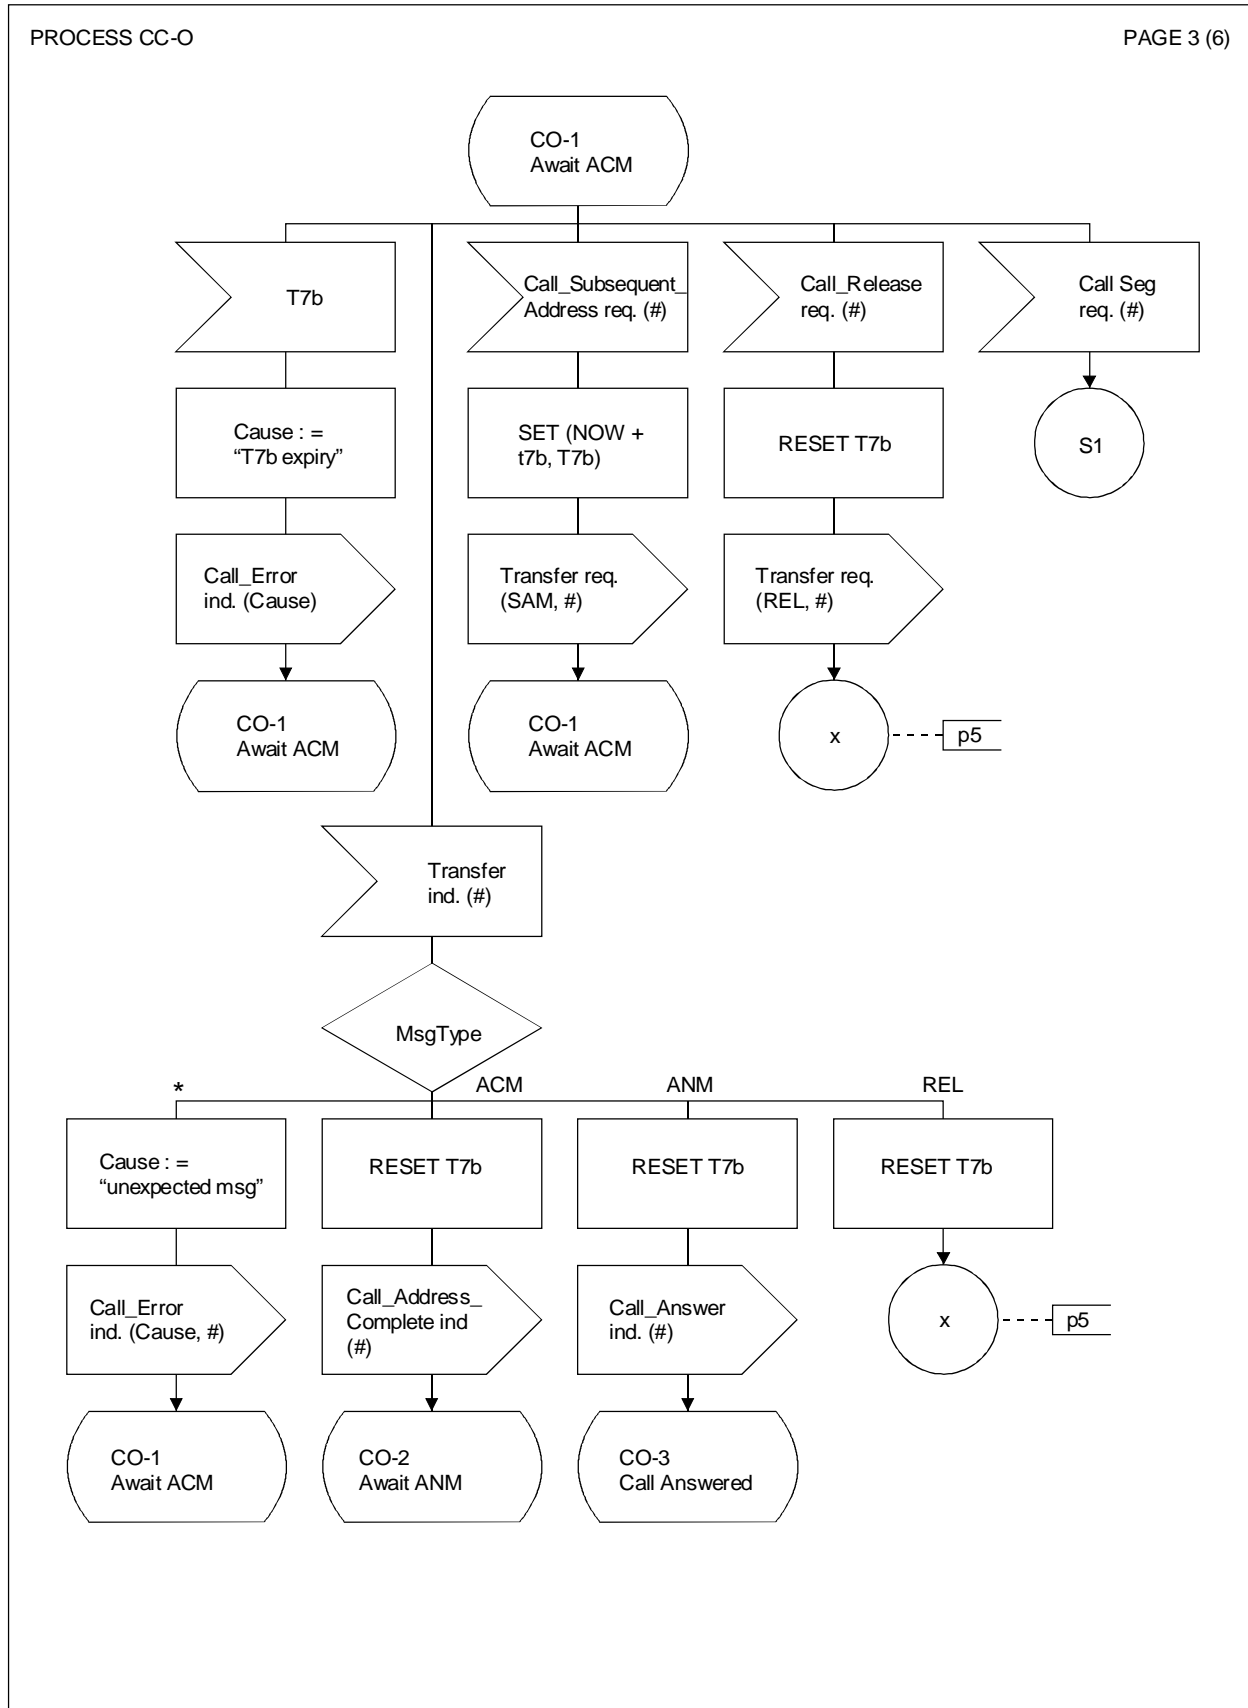 PROCESS CC-O
PAGE 3 (6)
CO-1
Await ACM
T7b
Call_Subsequent_
Address req. (#)
Call_Release
req. (#)
Call Seg
req. (#)
Cause : =
“T7b expiry”
SET (NOW +
t7b, T7b)
RESET T7b
S1
Call_Error
ind. (Cause)
Transfer req.
(SAM, #)
Transfer req.
(REL, #)
CO-1
Await ACM
CO-1
Await ACM
x
p5
Transfer
ind. (#)
MsgType
*
ACM
ANM
REL
Cause : =
“unexpected msg”
RESET T7b
RESET T7b
RESET T7b
Call_Error
ind. (Cause, #)
Call_Address_
Complete ind
(#)
Call_Answer
ind. (#)
x
p5
CO-1
Await ACM
CO-2
Await ANM
CO-3
Call Answered